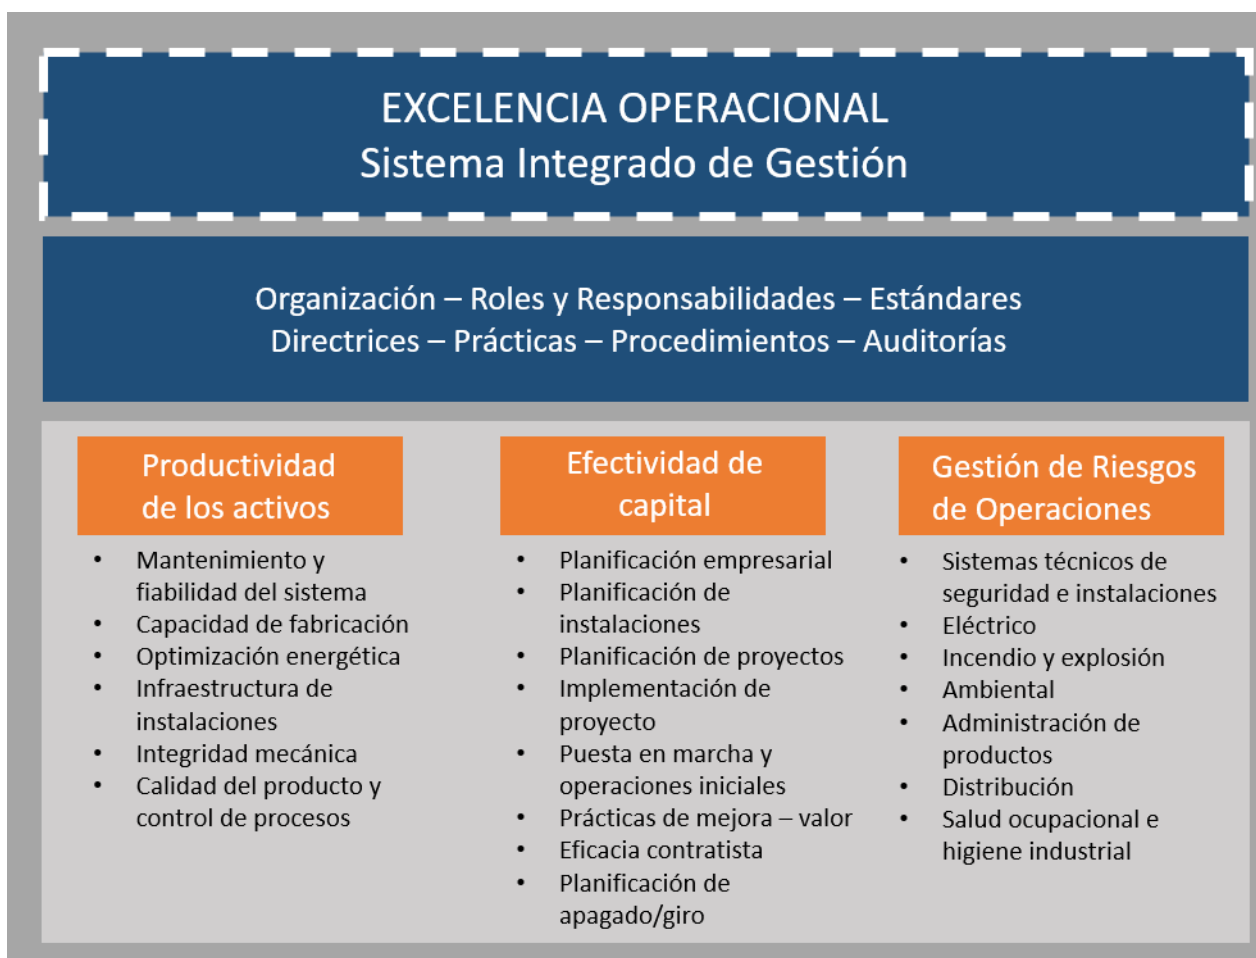 EXCELENCIA OPERACIONAL
Sistema Integrado de Gestión
Organización – Roles y Responsabilidades – Estándares
Directrices – Prácticas – Procedimientos – Auditorías
Productividad
de los activos
• Mantenimiento y
fiabilidad del sistema
• Capacidad de fabricación
• Optimización energética
• Infraestructura de
instalaciones
• Integridad mecánica
• Calidad del producto y
control de procesos
Efectividad de
capital
• Planificación empresarial
• Planificación de
instalaciones
• Planificación de proyectos
• Implementación de
proyecto
• Puesta en marcha y
operaciones iniciales
• Prácticas de mejora – valor
• Eficacia contratista
• Planificación de
apagado/giro
Gestión de Riesgos
de Operaciones
• Sistemas técnicos de
seguridad e instalaciones
• Eléctrico
• Incendio y explosión
• Ambiental
• Administración de
productos
• Distribución
• Salud ocupacional e
higiene industrial